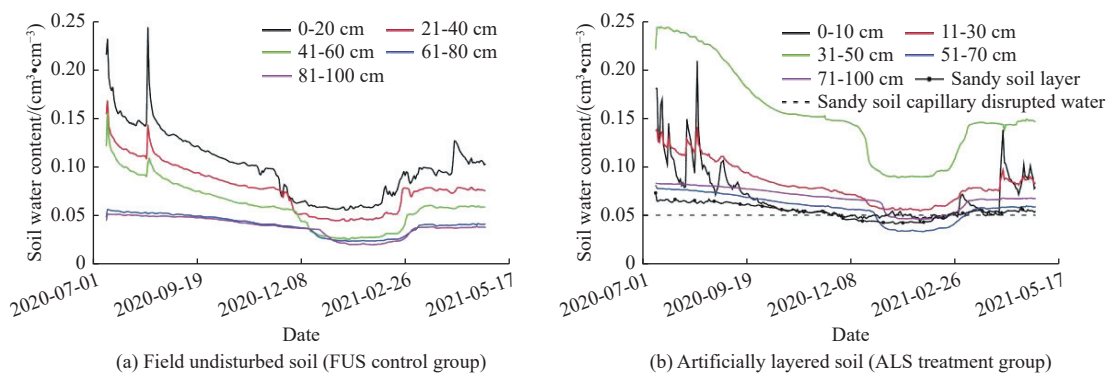 0.25
0.20
0.15
0.10
0.05
0
Soil water content/(cm³•cm⁻³)
0-20 cm 21-40 cm
41-60 cm 61-80 cm
81-100 cm
2020-07-01 2020-09-19 2020-12-08 2021-02-26 2021-05-17
Date
(a) Field undisturbed soil (FUS control group)
0.25
0.20
0.15
0.10
0.05
0
Soil water content/(cm³•cm⁻³)
0-10 cm 11-30 cm
31-50 cm 51-70 cm
71-100 cm Sandy soil layer
Sandy soil capillary disrupted water
2020-07-01 2020-09-19 2020-12-08 2021-02-26 2021-05-17
Date
(b) Artificially layered soil (ALS treatment group)